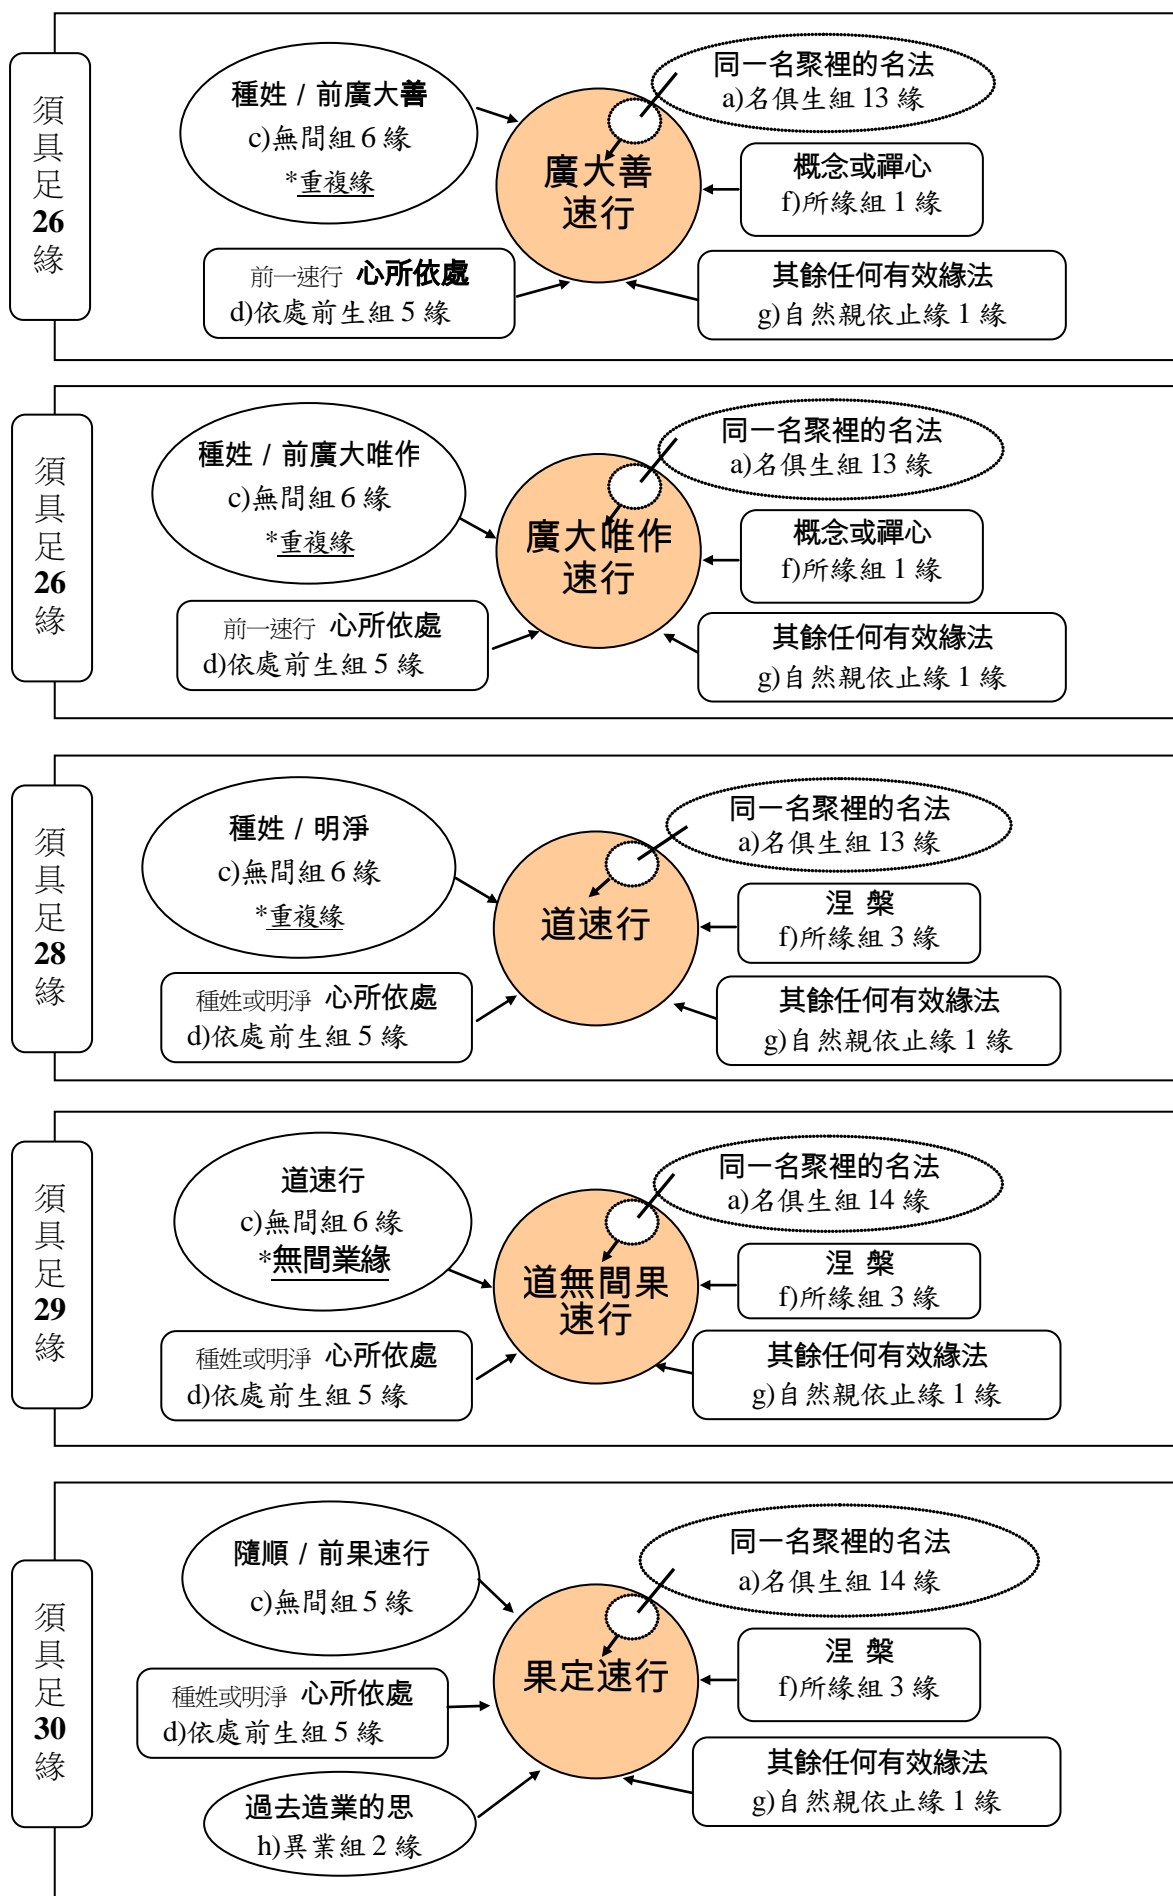 須
具
足
26
緣
種姓 / 前廣大善
c)無間組 6 緣
*重複緣
同一名聚裡的名法
a)名俱生組 13 緣
廣大善
速行
概念或禪心
f)所緣組 1 緣
前一速行 心所依處
d)依處前生組 5 緣
其餘任何有效緣法
g)自然親依止緣 1 緣
須
具
足
26
緣
種姓 / 前廣大唯作
c)無間組 6 緣
*重複緣
同一名聚裡的名法
a)名俱生組 13 緣
廣大唯作
速行
概念或禪心
f)所緣組 1 緣
前一速行 心所依處
d)依處前生組 5 緣
其餘任何有效緣法
g)自然親依止緣 1 緣
須
具
足
28
緣
種姓 / 明淨
c)無間組 6 緣
*重複緣
同一名聚裡的名法
a)名俱生組 13 緣
道速行
涅 槃
f)所緣組 3 緣
種姓或明淨 心所依處
d)依處前生組 5 緣
其餘任何有效緣法
g)自然親依止緣 1 緣
須
具
足
29
緣
道速行
c)無間組 6 緣
*無間業緣
同一名聚裡的名法
a)名俱生組 14 緣
道無間果
速行
涅 槃
f)所緣組 3 緣
種姓或明淨 心所依處
d)依處前生組 5 緣
其餘任何有效緣法
g)自然親依止緣 1 緣
須
具
足
30
緣
隨順 / 前果速行
c)無間組 5 緣
同一名聚裡的名法
a)名俱生組 14 緣
果定速行
涅 槃
f)所緣組 3 緣
種姓或明淨 心所依處
d)依處前生組 5 緣
其餘任何有效緣法
g)自然親依止緣 1 緣
過去造業的思
h)異業組 2 緣